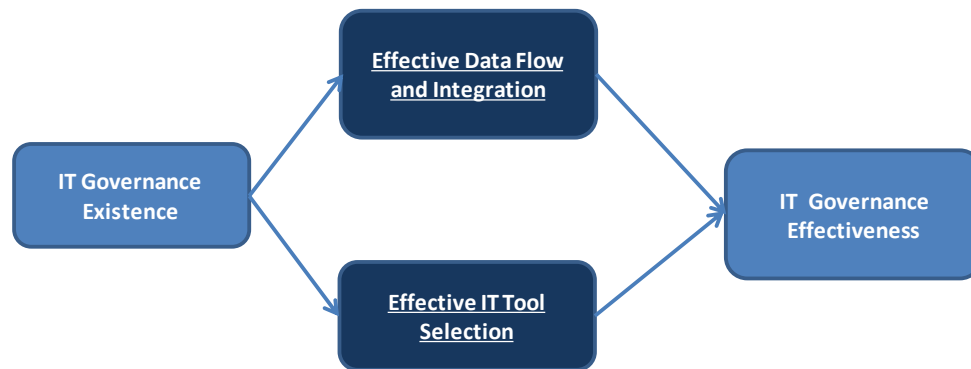 Effective Data Flow
and Integration
IT Governance
Existence
IT Governance
Effectiveness
Effective IT Tool
Selection